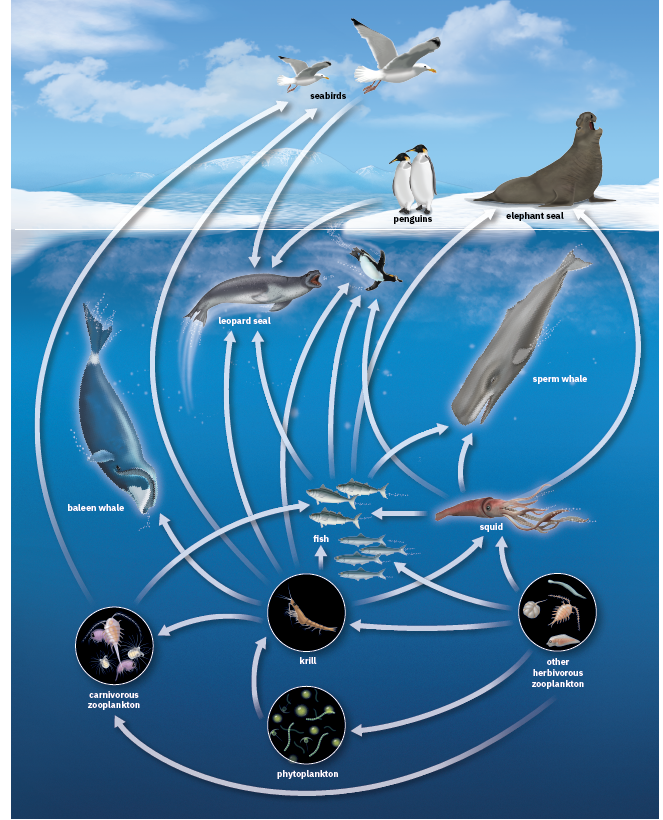 seabirds
penguins
elephant seal
leopard seal
sperm whale
baleen whale
squid
fish
krill
other
herbivorous
zooplankton
carnivorous
zooplankton
phytoplankton